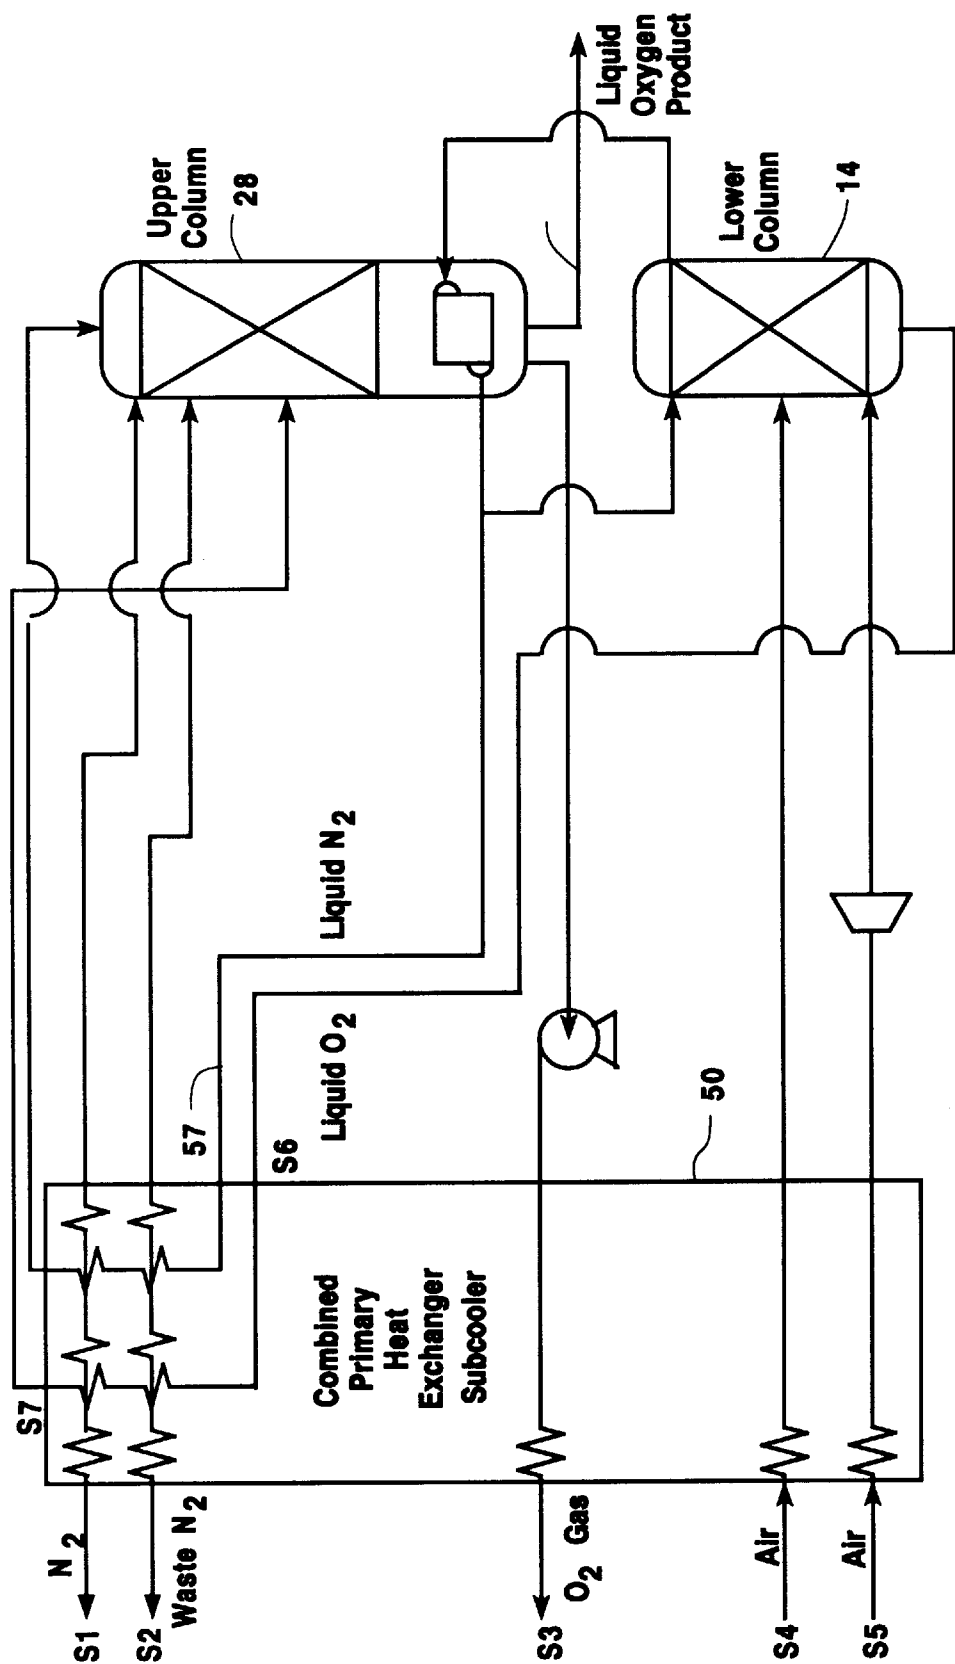 Liquid
Oxygen
Product
Upper
Column
28
Lower
Column
14
Liquid N2
Liquid O2
57
S6
50
S7
Combined
Primary
Heat
Exchanger
Subcooler
N2
Waste N2
O2 Gas
Air
Air
S1
S2
S3
S4
S5